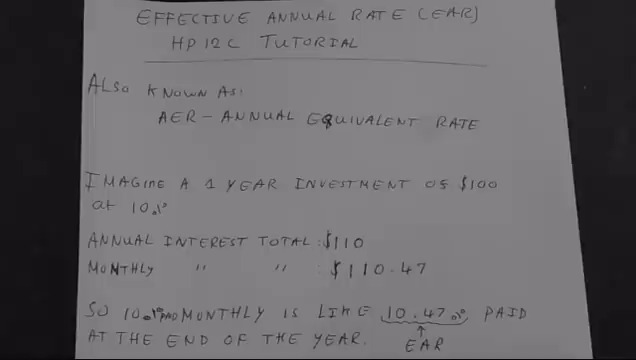 EFFECTIVE ANNUAL RATE (EAR)
HP12C TUTORIAL
ALSO KNOWN AS:
AER - ANNUAL EQUIVALENT RATE
IMAGINE A 1 YEAR INVESTMENT OF $100
at 10%
ANNUAL INTEREST TOTAL: $110
MONTHLY " " : $110.47
SO 10% PAID MONTHLY IS LIKE 10.47% PAID
AT THE END OF THE YEAR. EAR